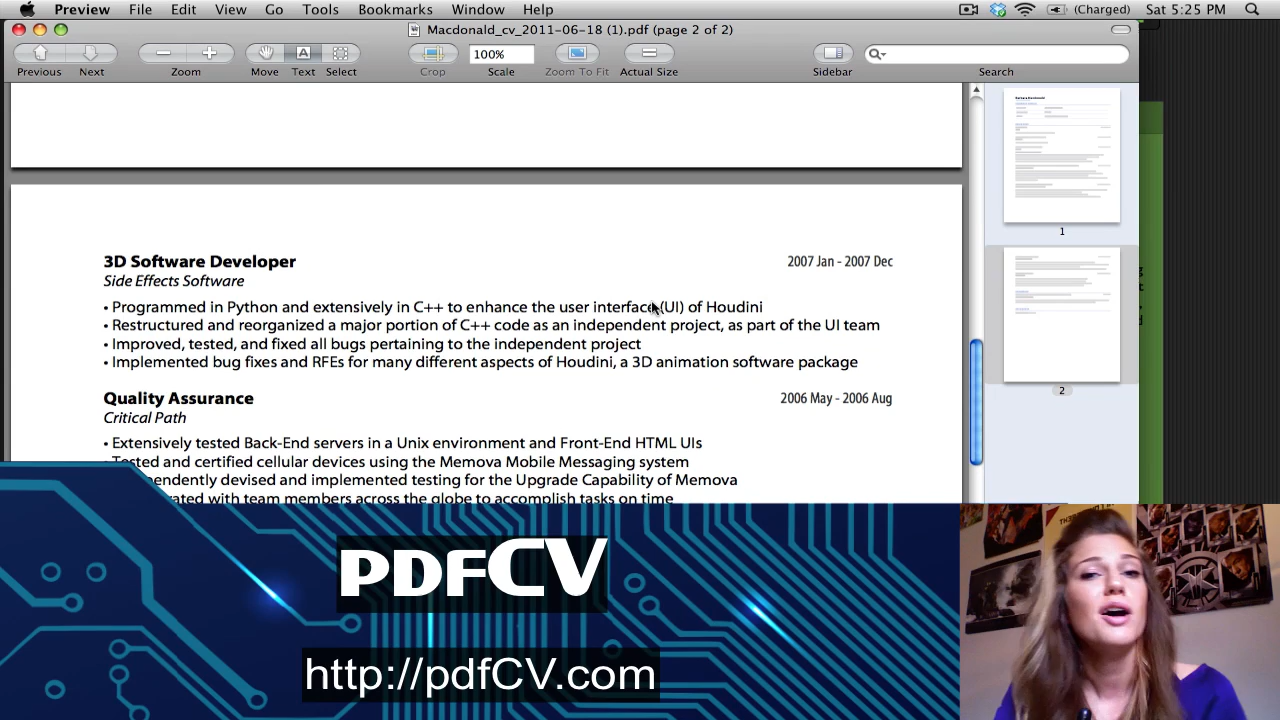 Preview File Edit View Go Tools Bookmarks Window Help (Charged) Sat 5:25 PM
Macdonald_cv_2011-06-18 (1).pdf (page 2 of 2)
100%
Previous Next Zoom Move Text Select Crop Scale Zoom To Fit Actual Size Sidebar Search
3D Software Developer 2007 Jan - 2007 Dec
Side Effects Software
• Programmed in Python and extensively in C++ to enhance the user interface (UI) of Houdini
• Restructured and reorganized a major portion of C++ code as an independent project, as part of the UI team
• Improved, tested, and fixed all bugs pertaining to the independent project
• Implemented bug fixes and RFEs for many different aspects of Houdini, a 3D animation software package
Quality Assurance 2006 May - 2006 Aug
Critical Path
• Extensively tested Back-End servers in a Unix environment and Front-End HTML UIs
Tested and certified cellular devices using the Memova Mobile Messaging system
pendently devised and implemented testing for the Upgrade Capability of Memova
rated with team members across the globe to accomplish tasks on time
1
2
PDFCV
http://pdfCV.com